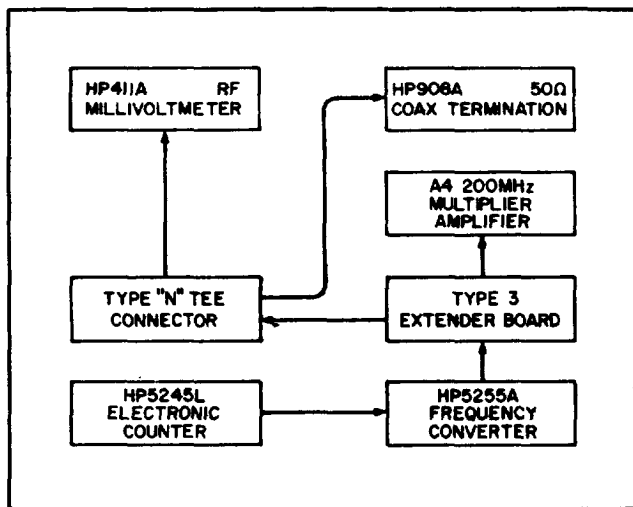 HP411A RF
MILLIVOLTMETER
HP908A 50Ω
COAX TERMINATION
A4 200MHz
MULTIPLIER
AMPLIFIER
TYPE "N" TEE
CONNECTOR
TYPE 3
EXTENDER BOARD
HP5245L
ELECTRONIC
COUNTER
HP5255A
FREQUENCY
CONVERTER